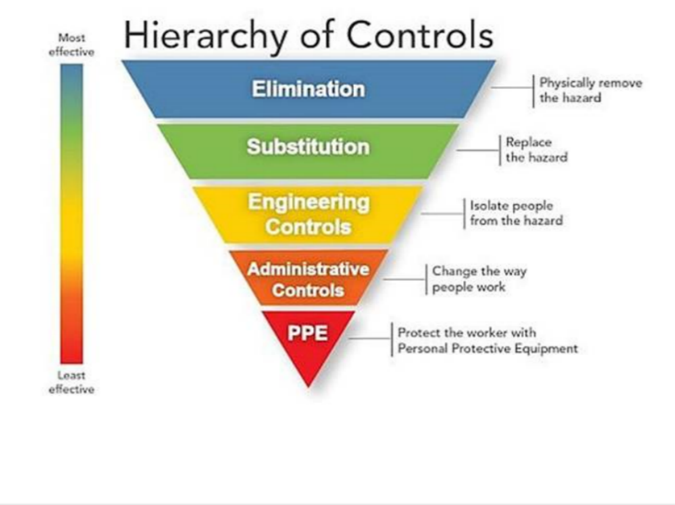 Hierarchy of Controls
Most
effective
Elimination
Physically remove
the hazard
Substitution
Replace
the hazard
Engineering
Controls
Isolate people
from the hazard
Administrative
Controls
Change the way
people work
PPE
Protect the worker with
Personal Protective Equipment
Least
effective